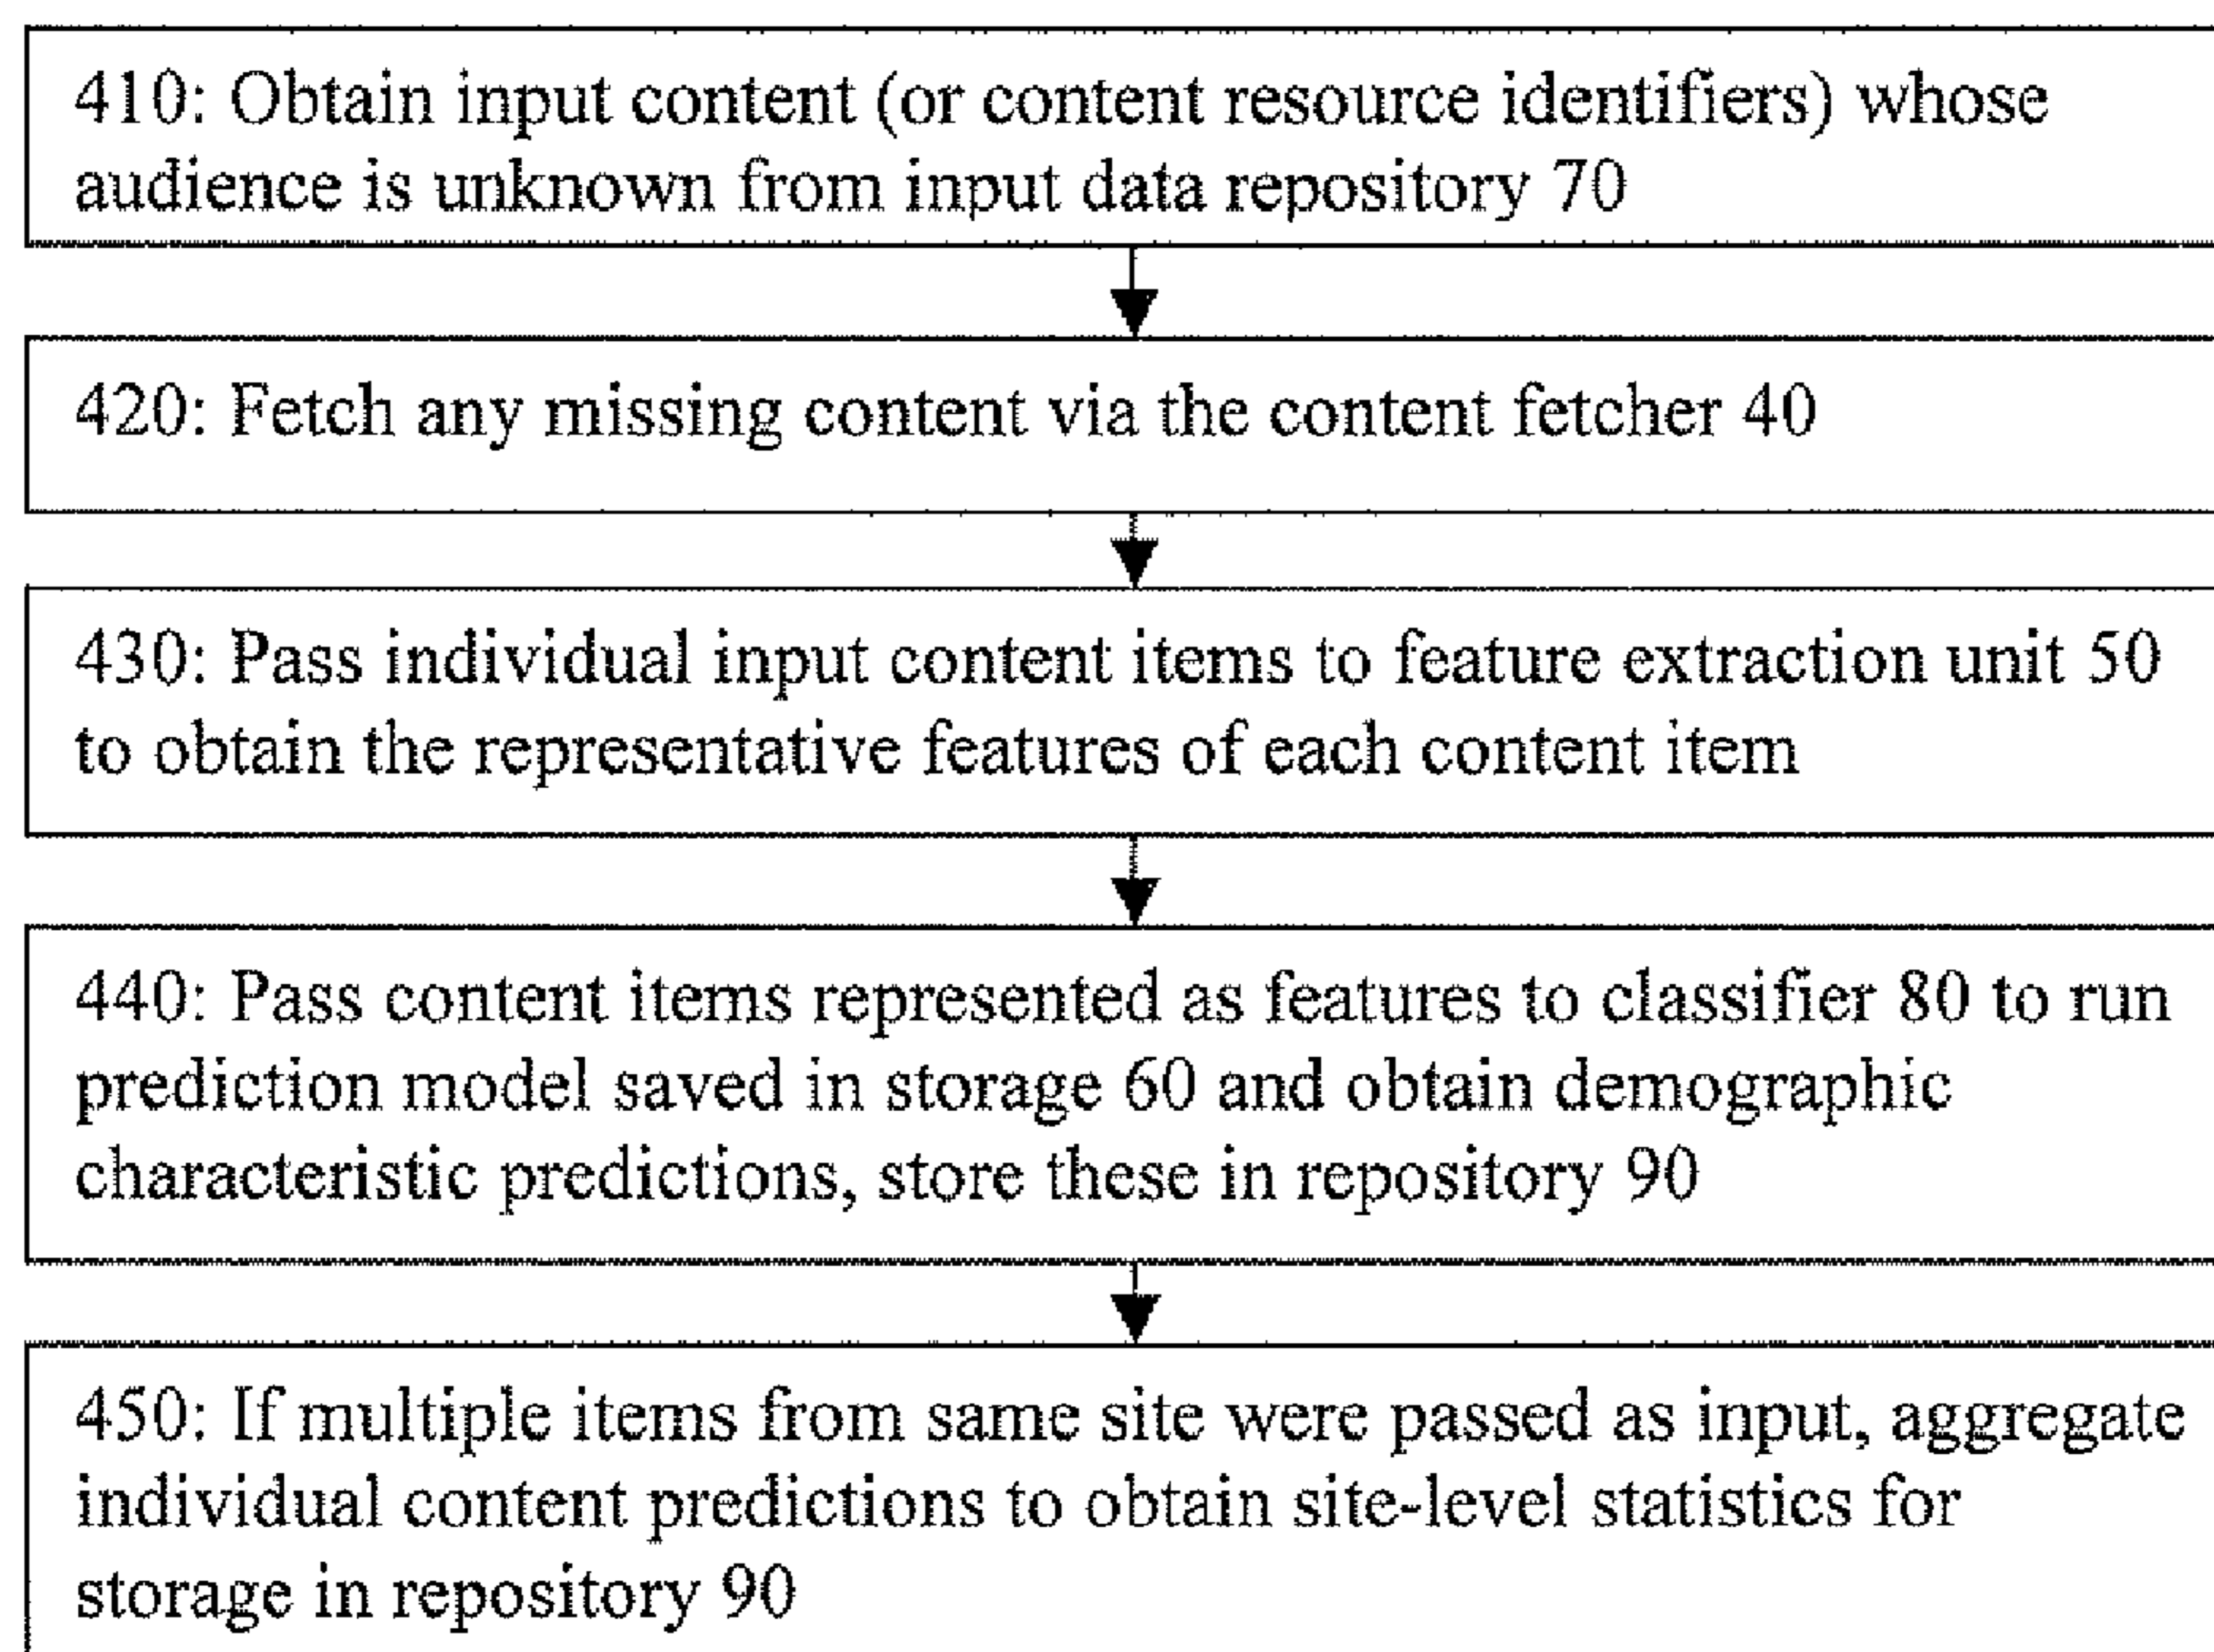 410: Obtain input content (or content resource identifiers) whose
audience is unknown from input data repository 70
420: Fetch any missing content via the content fetcher 40
430: Pass individual input content items to feature extraction unit 50
to obtain the representative features of each content item
440: Pass content items represented as features to classifier 80 to run
prediction model saved in storage 60 and obtain demographic
characteristic predictions, store these in repository 90
450: If multiple items from same site were passed as input, aggregate
individual content predictions to obtain site-level statistics for
storage in repository 90